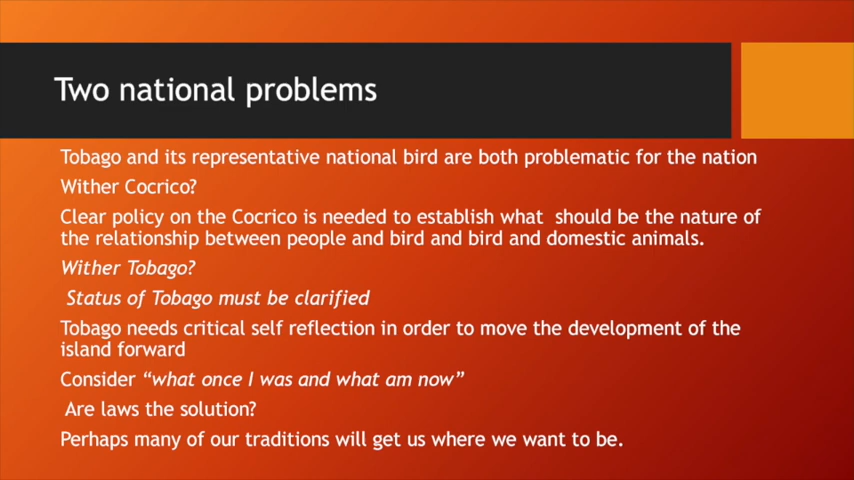 Two national problems
Tobago and its representative national bird are both problematic for the nation
Wither Cocrico?
Clear policy on the Cocrico is needed to establish what  should be the nature of
the relationship between people and bird and bird and domestic animals.
Wither Tobago?
Status of Tobago must be clarified
Tobago needs critical self reflection in order to move the development of the
island forward
Consider “what once I was and what am now”
Are laws the solution?
Perhaps many of our traditions will get us where we want to be.